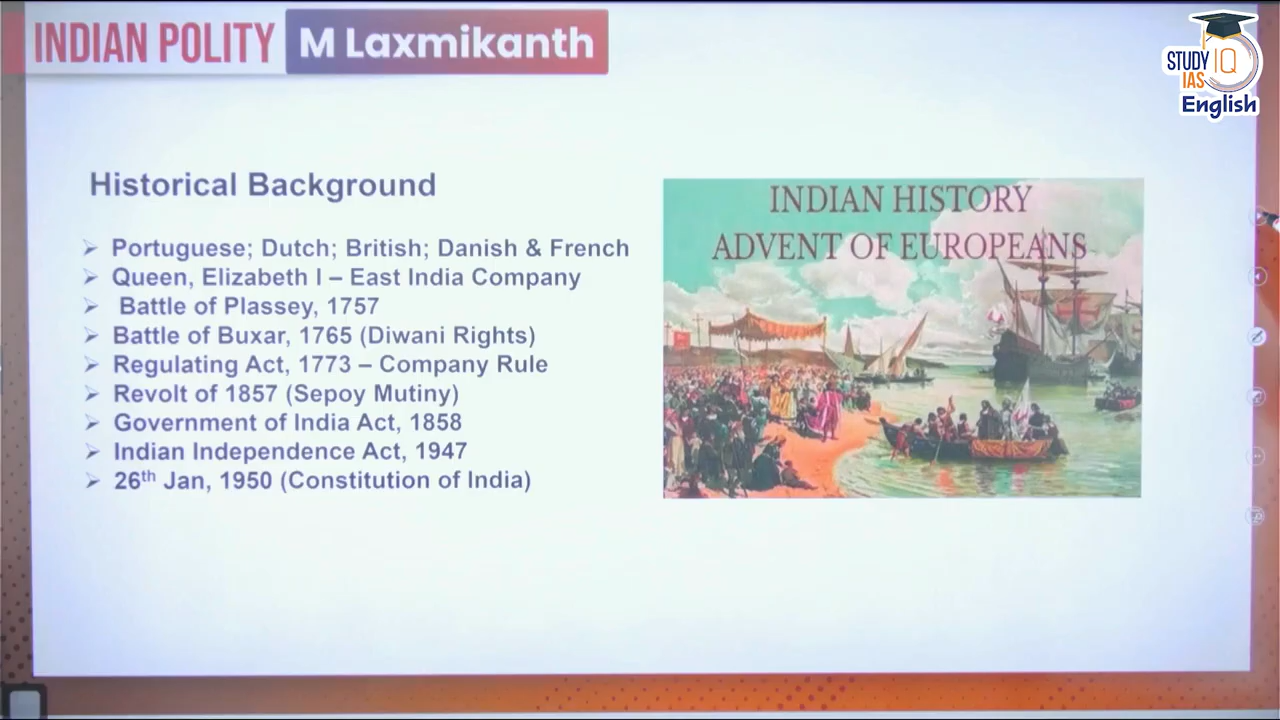 INDIAN POLITY M Laxmikanth
STUDY IQ
IAS
English
Historical Background
➢ Portuguese; Dutch; British; Danish & French
➢ Queen, Elizabeth I – East India Company
➢ Battle of Plassey, 1757
➢ Battle of Buxar, 1765 (Diwani Rights)
➢ Regulating Act, 1773 – Company Rule
➢ Revolt of 1857 (Sepoy Mutiny)
➢ Government of India Act, 1858
➢ Indian Independence Act, 1947
➢ 26th Jan, 1950 (Constitution of India)
INDIAN HISTORY
ADVENT OF EUROPEANS